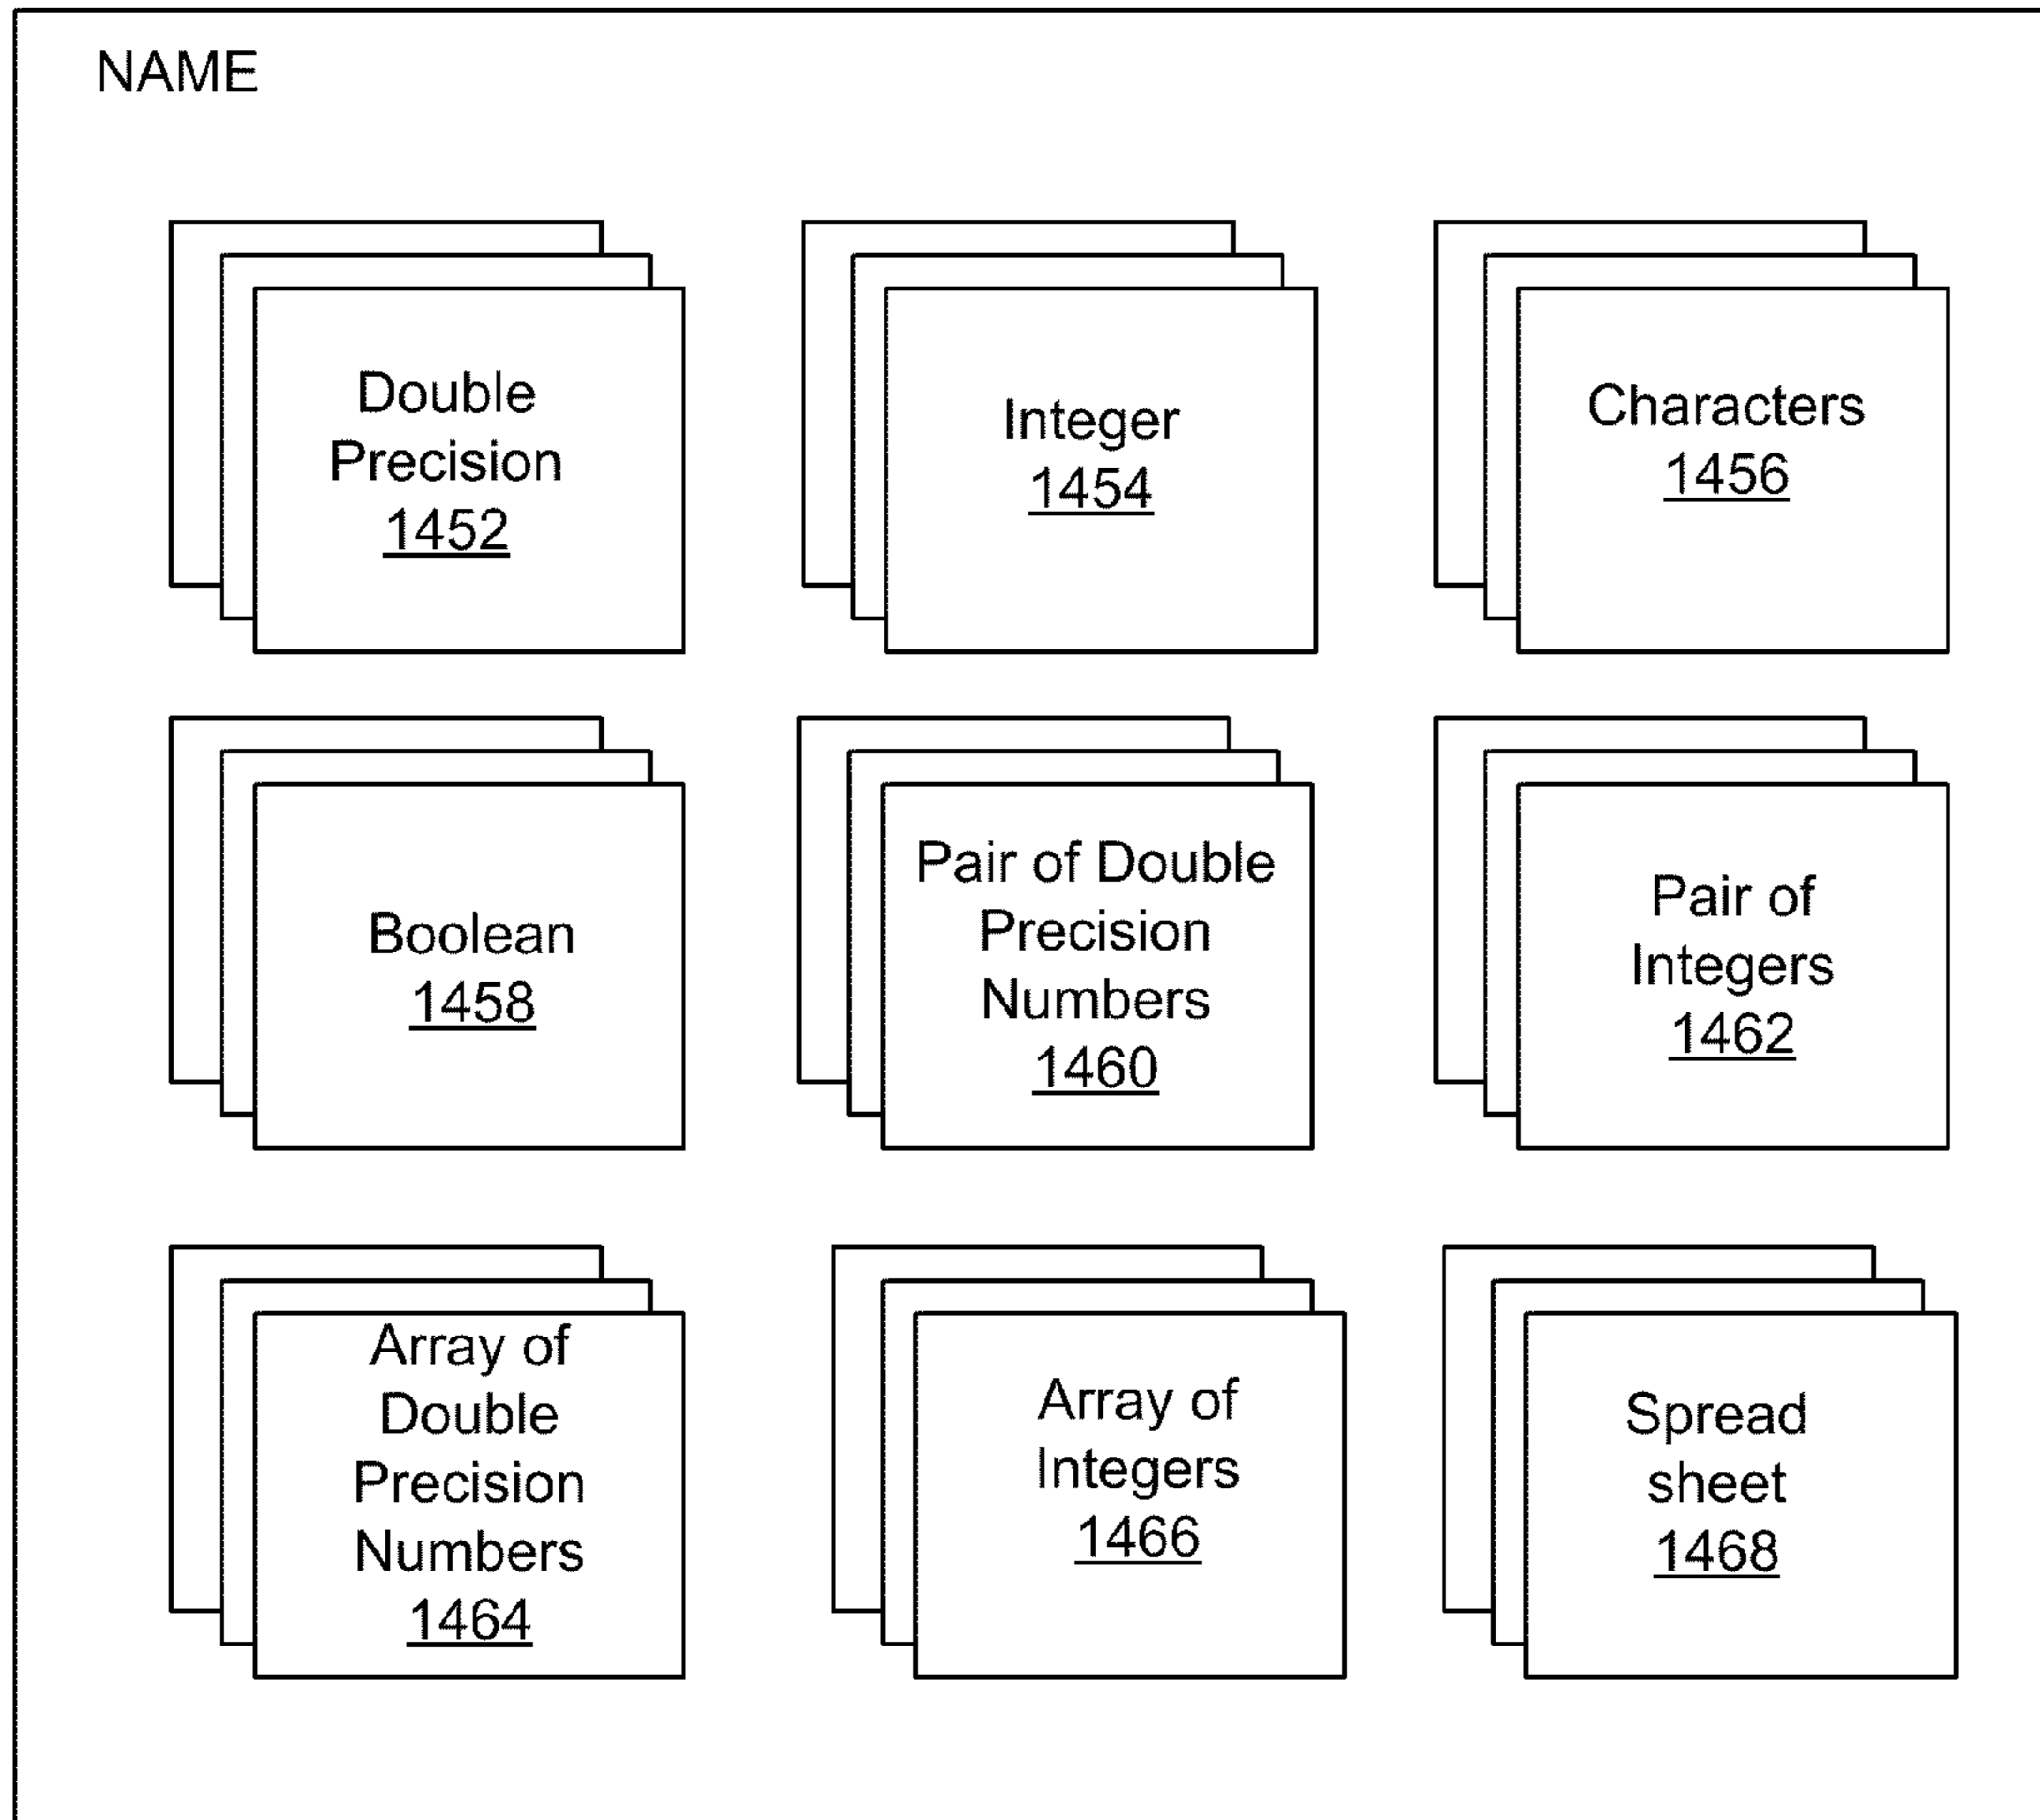 NAME
Double
Precision
1452
Integer
1454
Characters
1456
Boolean
1458
Pair of Double
Precision
Numbers
1460
Pair of
Integers
1462
Array of
Double
Precision
Numbers
1464
Array of
Integers
1466
Spread
sheet
1468